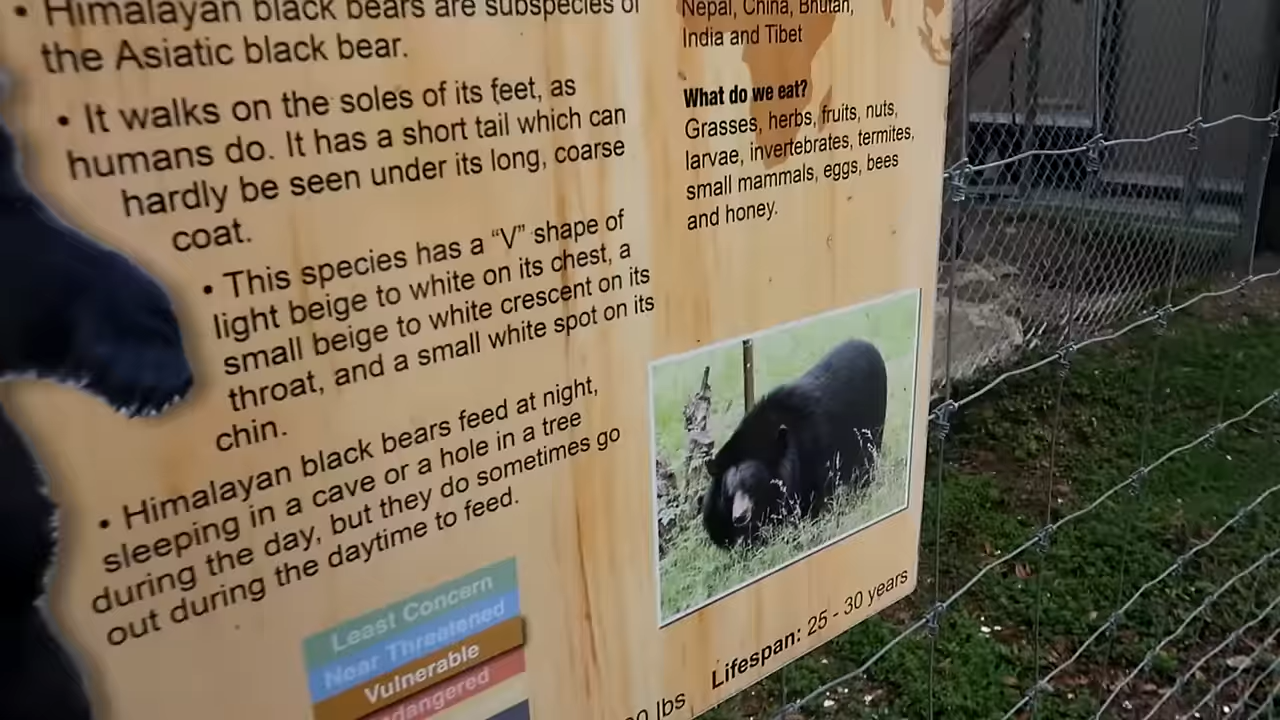 • Himalayan black bears are subspecies of
the Asiatic black bear.
• It walks on the soles of its feet, as
humans do. It has a short tail which can
hardly be seen under its long, coarse
coat.
• This species has a “V” shape of
light beige to white on its chest, a
small beige to white crescent on its
throat, and a small white spot on its
chin.
• Himalayan black bears feed at night,
sleeping in a cave or a hole in a tree
during the day, but they do sometimes go
out during the daytime to feed.
Least Concern
Near Threatened
Vulnerable
Nepal, China, Bhutan,
India and Tibet
What do we eat?
Grasses, herbs, fruits, nuts,
larvae, invertebrates, termites,
small mammals, eggs, bees
and honey.
lbs
Lifespan: 25 - 30 years